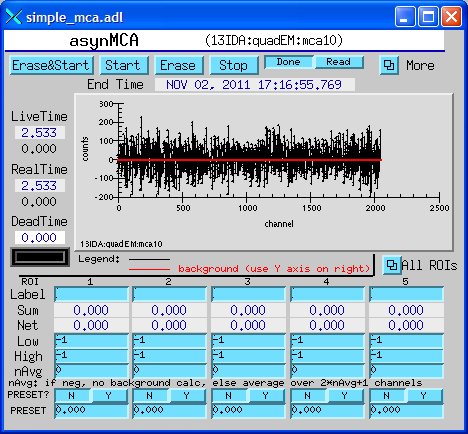 simple_mca.adl
asynMCA (13IDA:quadEM:mca10)
Erase&Start Start Erase Stop Done Read More
End Time NOV 02, 2011 17:16:55.769
LiveTime
2.533
0.000
RealTime
2.533
0.000
DeadTime
0.000
counts
300
200
100
0
-100
-200
0 500 1000 1500 2000 2500
channel
13IDA:quadEM:mca10
Legend:
background (use Y axis on right)
All ROIs
ROI 1 2 3 4 5
Label
Sum 0.000 0.000 0.000 0.000 0.000
Net 0.000 0.000 0.000 0.000 0.000
Low -1 -1 -1 -1 -1
High -1 -1 -1 -1 -1
nAvg 0 0 0 0 0
nAvg: if neg, no background calc, else average over 2*nAvg+1 channels
PRESET? N Y N Y N Y N Y N Y
PRESET 0.000 0.000 0.000 0.000 0.000